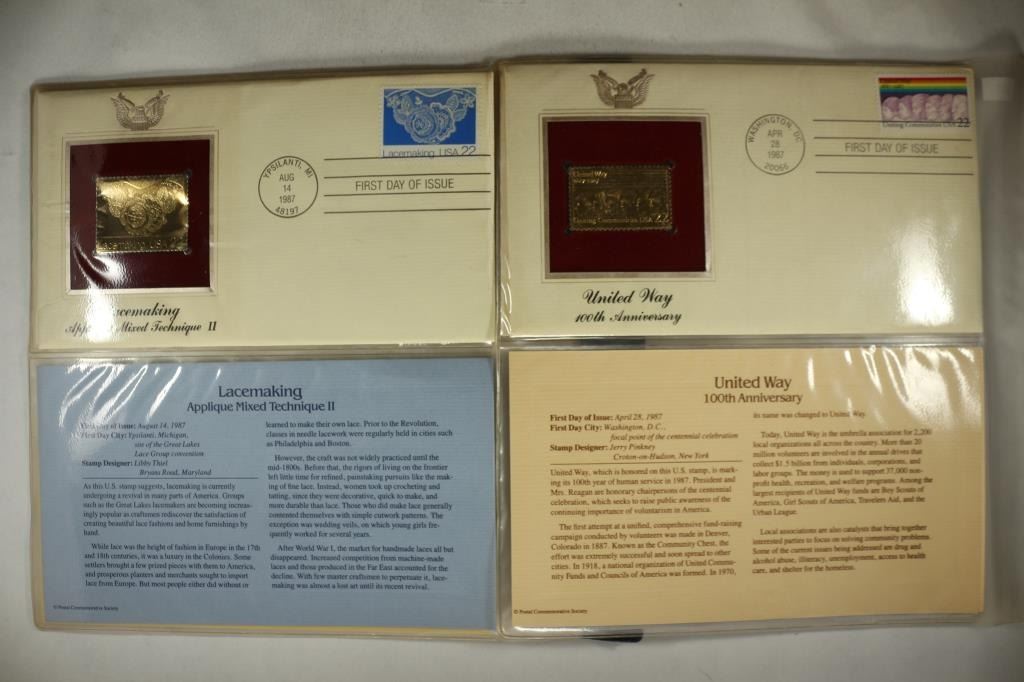 Lacemaking USA 22
YPSILANTI, MI
AUG
14
1987
48197
FIRST DAY OF ISSUE
Lacemaking USA 22
Mixed Technique II
Uniting Communities USA 22
WASHINGTON, DC
APR
28
1987
20066
FIRST DAY OF ISSUE
United Way
Uniting Communities USA 22
United Way
100th Anniversary
Lacemaking
Applique Mixed Technique II
First Day of Issue: August 14, 1987
First Day City: Ypsilanti, Michigan,
site of the Great Lakes
Lace Group convention
Stamp Designer: Libby Thiel
Bryans Road, Maryland
As this U.S. stamp suggests, lacemaking is currently
undergoing a revival in many parts of America. Groups
such as the Great Lakes lacemakers are becoming increas-
ingly popular as craftsmen rediscover the satisfaction of
creating beautiful lace fashions and home furnishings by
hand.
While lace was the height of fashion in Europe in the 17th
and 18th centuries, it was a luxury in the Colonies. Some
settlers brought a few prized pieces with them to America,
and prosperous planters and merchants sought to import
lace from Europe. But most people either did without or
learned to make their own lace. Prior to the Revolution,
classes in needle lacework were regularly held in cities such
as Philadelphia and Boston.
However, the craft was not widely practiced until the
mid-1800s. Before that, the rigors of living on the frontier
left little time for refined, painstaking pursuits like the mak-
ing of fine lace. Instead, women took up crocheting and
tatting, since they were decorative, quick to make, and
more durable than lace. Those who did make lace generally
contented themselves with simple cutwork patterns. The
exception was wedding veils, on which young girls fre-
quently worked for several years.
After World War I, the market for handmade laces all but
disappeared. Increased competition from machine-made
laces and those produced in the Far East accounted for the
decline. With few master craftsmen to perpetuate it, lace-
making was almost a lost art until its recent revival.
© Postal Commemorative Society
United Way
100th Anniversary
First Day of Issue: April 28, 1987
First Day City: Washington, D.C.,
focal point of the centennial celebration
Stamp Designer: Jerry Pinkney
Croton-on-Hudson, New York
United Way, which is honored on this U.S. stamp, is mark-
ing its 100th year of human service in 1987. President and
Mrs. Reagan are honorary chairpersons of the centennial
celebration, which seeks to raise public awareness of the
continuing importance of voluntarism in America.
The first attempt at a unified, comprehensive fund-raising
campaign conducted by volunteers was made in Denver,
Colorado in 1887. Known as the Community Chest, the
effort was extremely successful and soon spread to other
cities. In 1918, a national organization of United Commu-
nity Funds and Councils of America was formed. In 1970,
its name was changed to United Way.
Today, United Way is the umbrella association for 2,200
local organizations all across the country. More than 20
million volunteers are involved in the annual drives that
collect $1.5 billion from individuals, corporations, and
labor groups. The money is used to support 37,000 non-
profit health, recreation, and welfare programs. Among the
largest recipients of United Way funds are Boy Scouts of
America, Girl Scouts of America, Travelers Aid, and the
Urban League.
Local associations are also catalysts that bring together
interested parties to focus on solving community problems.
Some of the current issues being addressed are drug and
alcohol abuse, illiteracy, unemployment, access to health
care, and shelter for the homeless.
© Postal Commemorative Society